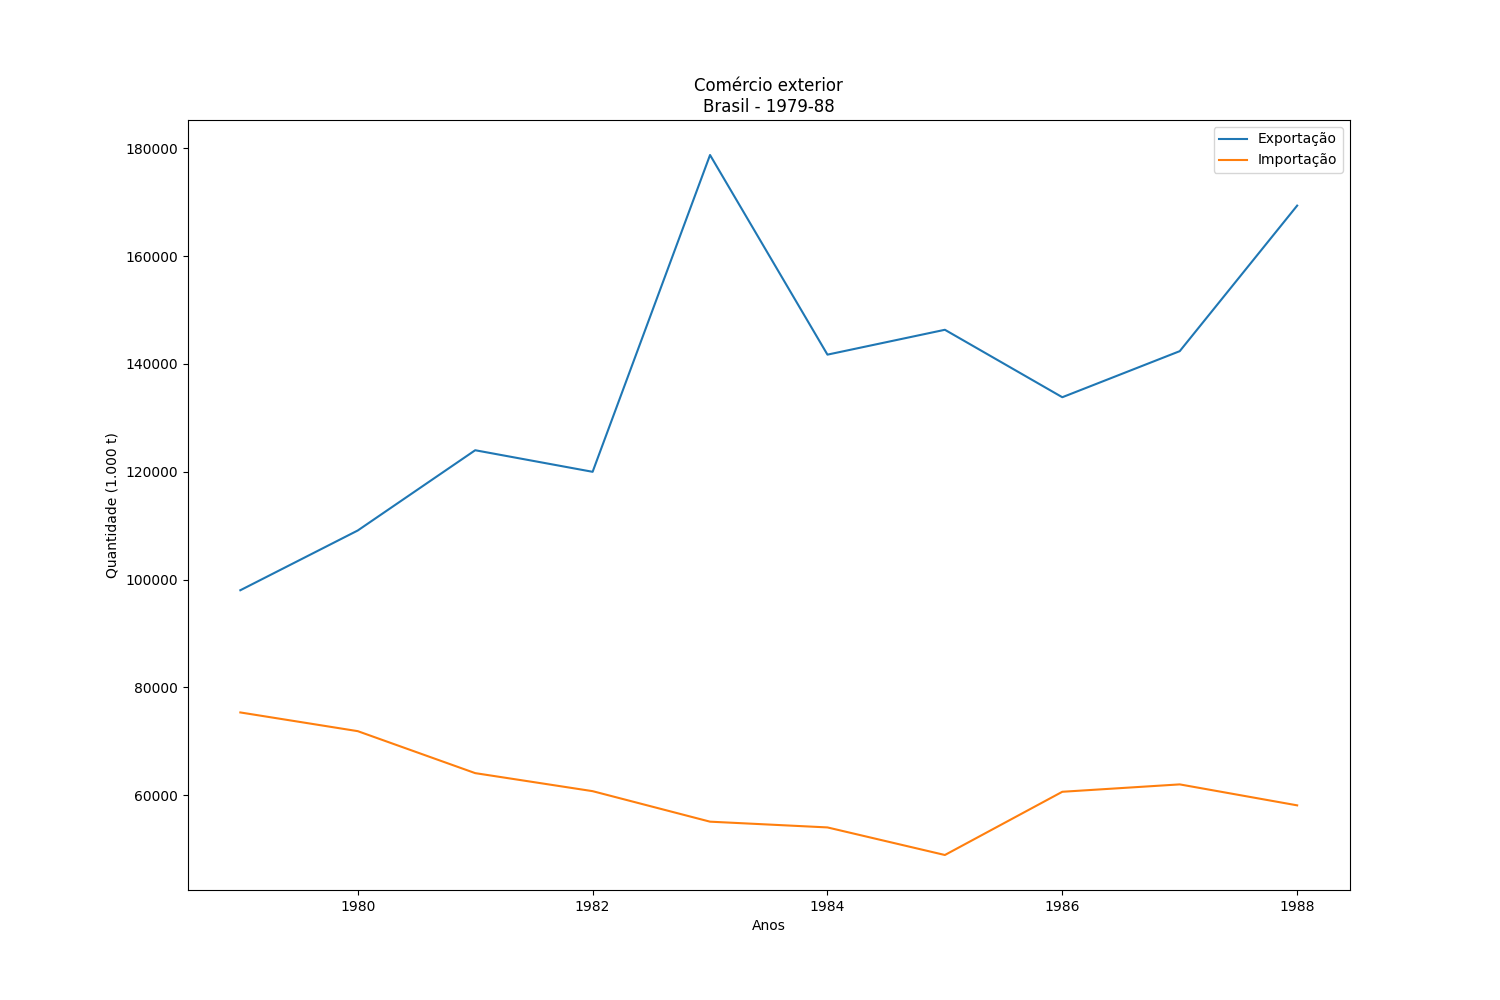 Comércio exterior
Brasil - 1979-88
Exportação
Importação
180000
160000
140000
120000
100000
80000
60000
Quantidade (1.000 t)
1980
1982
1984
1986
1988
Anos